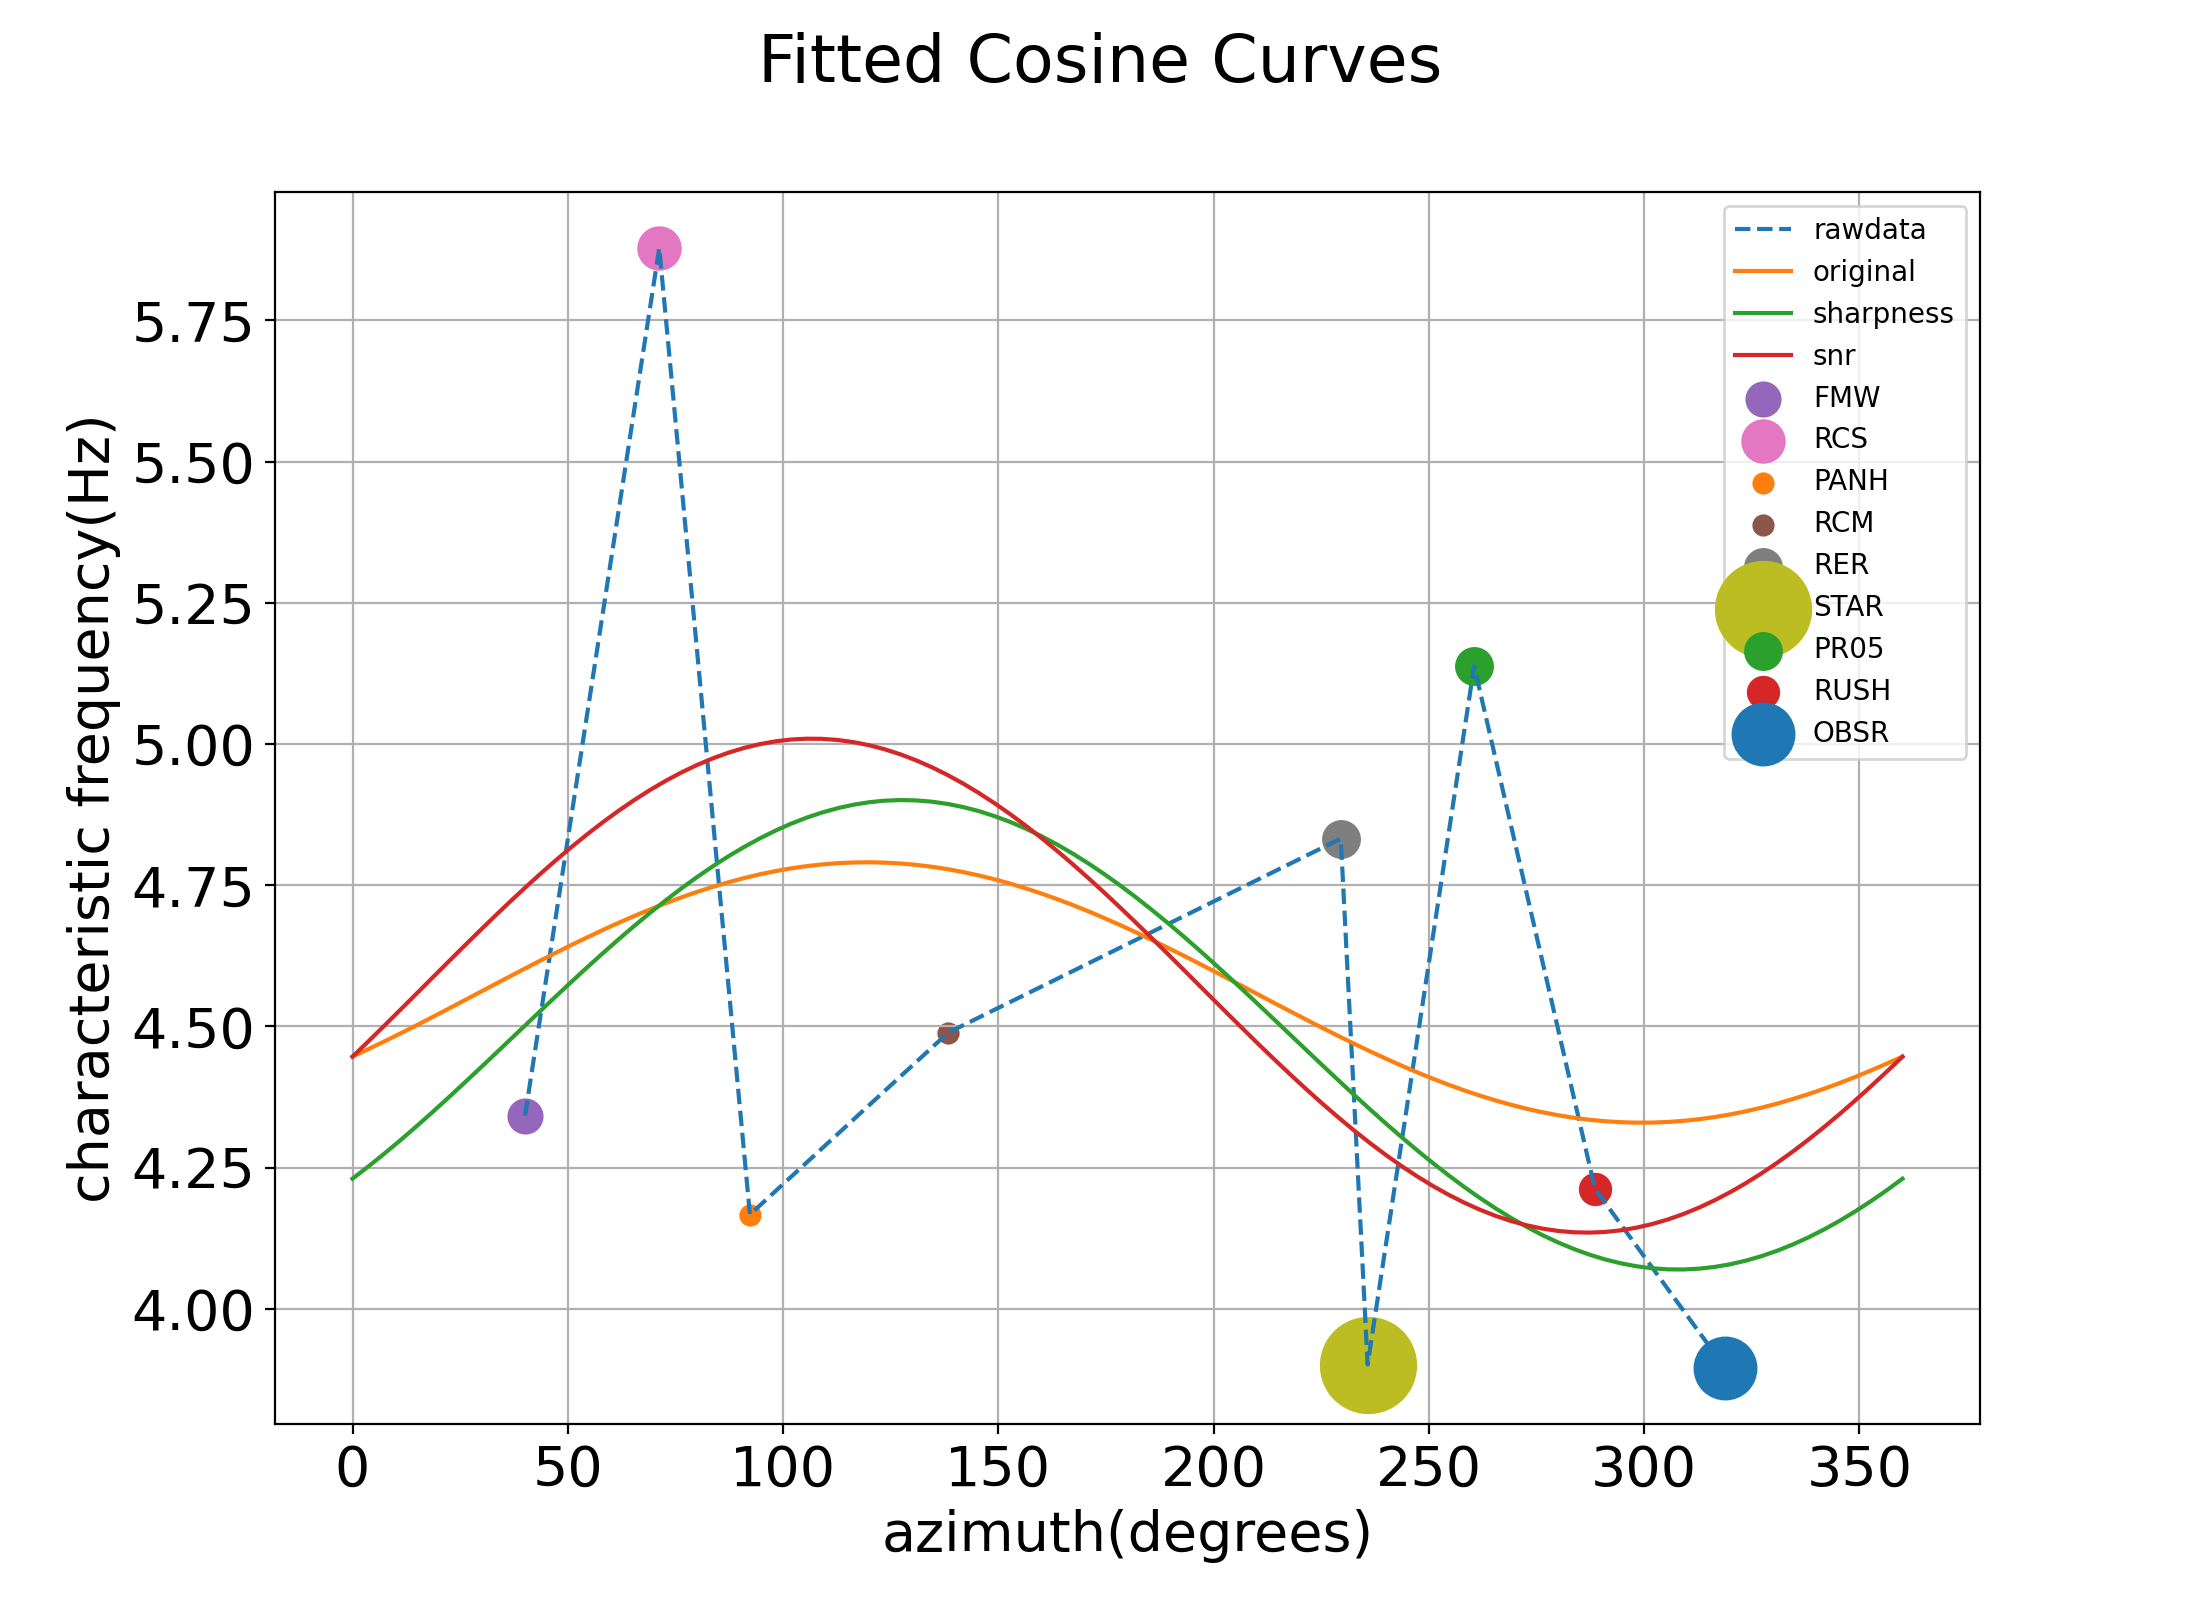 Fitted Cosine Curves
characteristic frequency(Hz)
5.75
5.50
5.25
5.00
4.75
4.50
4.25
4.00
rawdata
original
sharpness
snr
FMW
RCS
PANH
RCM
RER
STAR
PR05
RUSH
OBSR
0 50 100 150 200 250 300 350
azimuth(degrees)